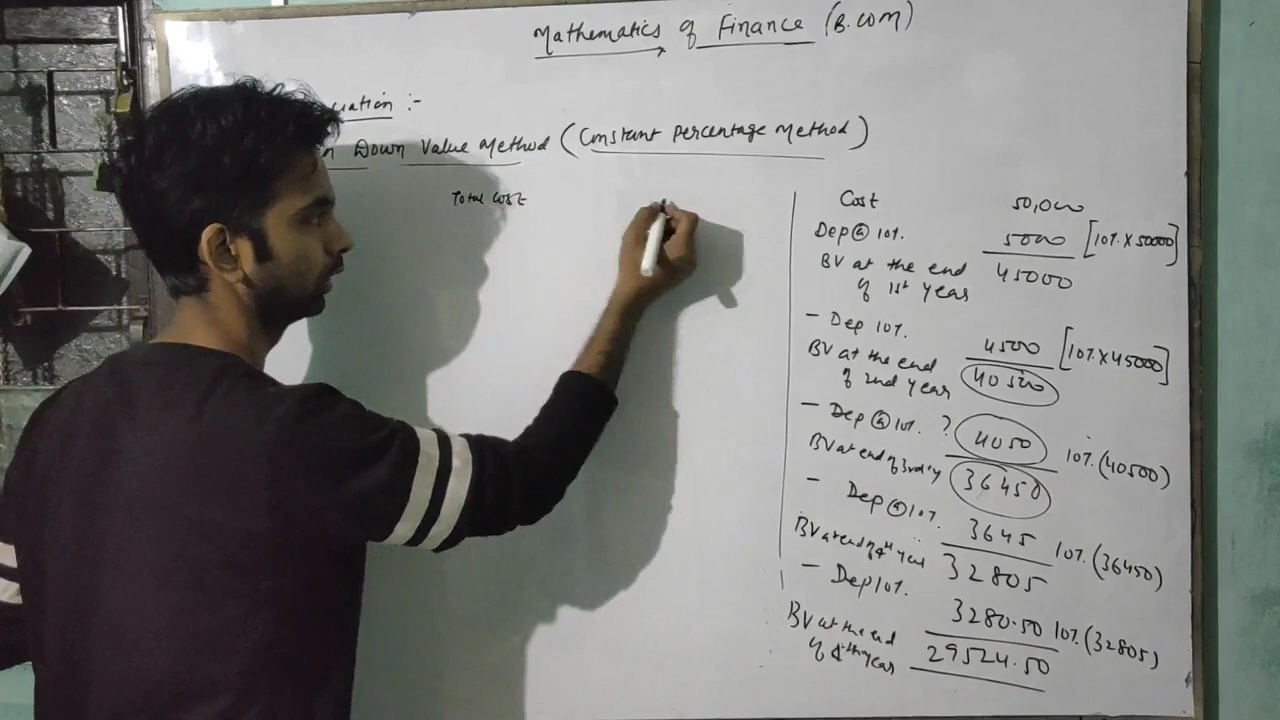 Mathematics of Finance (B.COM)
uation :-
n Down Value Method (Constant Percentage Method)
Total Cost
Cost 50,000
Dep @ 10%. 5000 [10%. X 50000]
BV at the end of 1st Year 45000
- Dep 10%. 4500 [10%. X 45000]
BV at the end of 2nd Year 40500
- Dep @ 10%. ? 4050 10%. (40500)
BV at end of 3rd y 36450
- Dep @ 10%. 3645 10%. (36450)
BV at end of 4th year 32805
- Dep 10%. 3280.50 10%. (32805)
BV at the end of year 29524.50